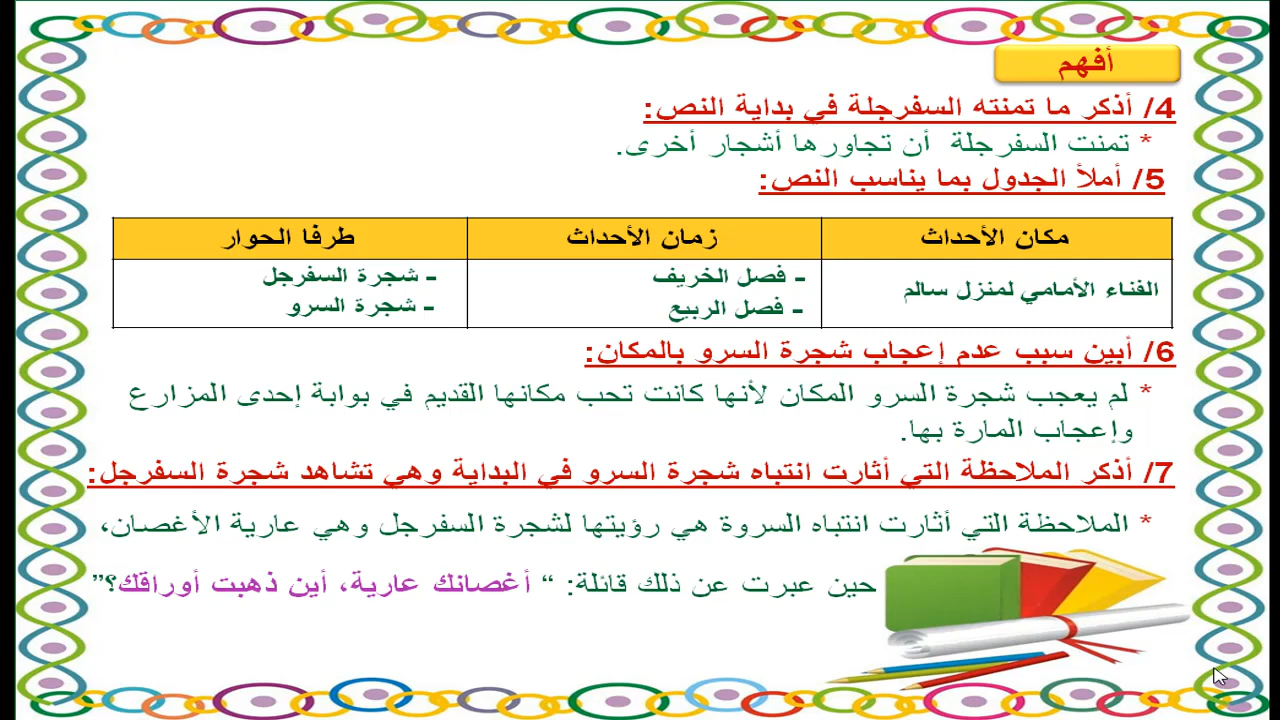 أفهم
4/ أذكر ما تمنته السفرجلة في بداية النص:
* تمنت السفرجلة أن تجاورها أشجار أخرى.
5/ أملأ الجدول بما يناسب النص:
مكان الأحداث زمان الأحداث طرفا الحوار
الفناء الأمامي لمنزل سالم
- فصل الخريف
- فصل الربيع
- شجرة السفرجل
- شجرة السرو
6/ أبين سبب عدم إعجاب شجرة السرو بالمكان:
* لم يعجب شجرة السرو المكان لأنها كانت تحب مكانها القديم في بوابة إحدى المزارع
وإعجاب المارة بها.
7/ أذكر الملاحظة التي أثارت انتباه شجرة السرو في البداية وهي تشاهد شجرة السفرجل:
* الملاحظة التي أثارت انتباه السروة هي رؤيتها لشجرة السفرجل وهي عارية الأغصان،
حين عبرت عن ذلك قائلة: “ أغصانك عارية، أين ذهبت أوراقك؟”